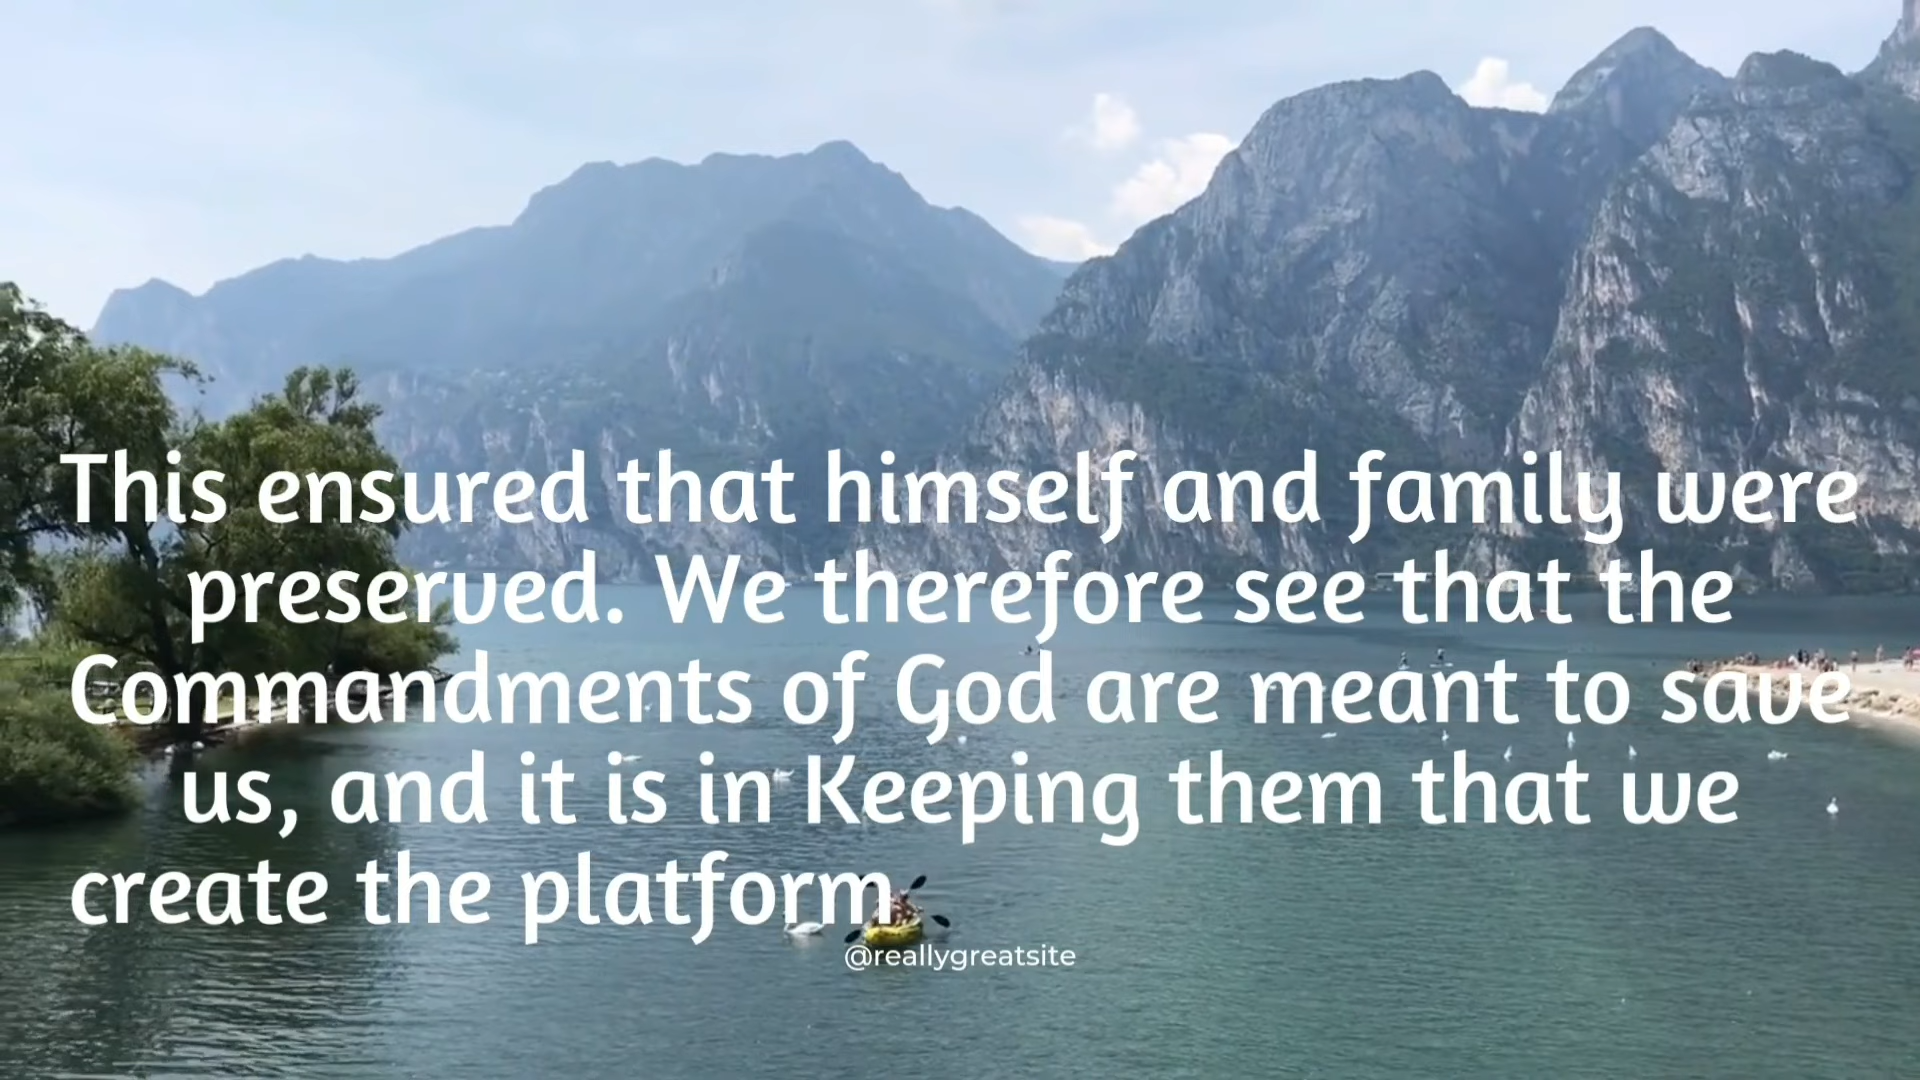 This ensured that himself and family were
preserved. We therefore see that the
Commandments of God are meant to save
us, and it is in Keeping them that we
create the platform
@reallygreatsite